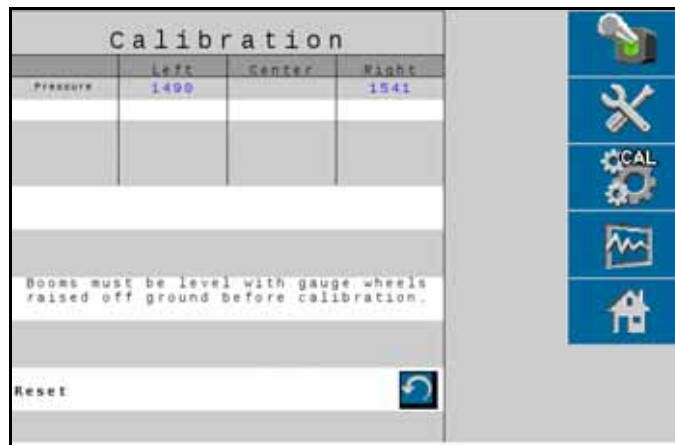 Calibration
Left Center Right
Pressure 1490 1541
Booms must be level with gauge wheels
raised off ground before calibration.
Reset
CAL